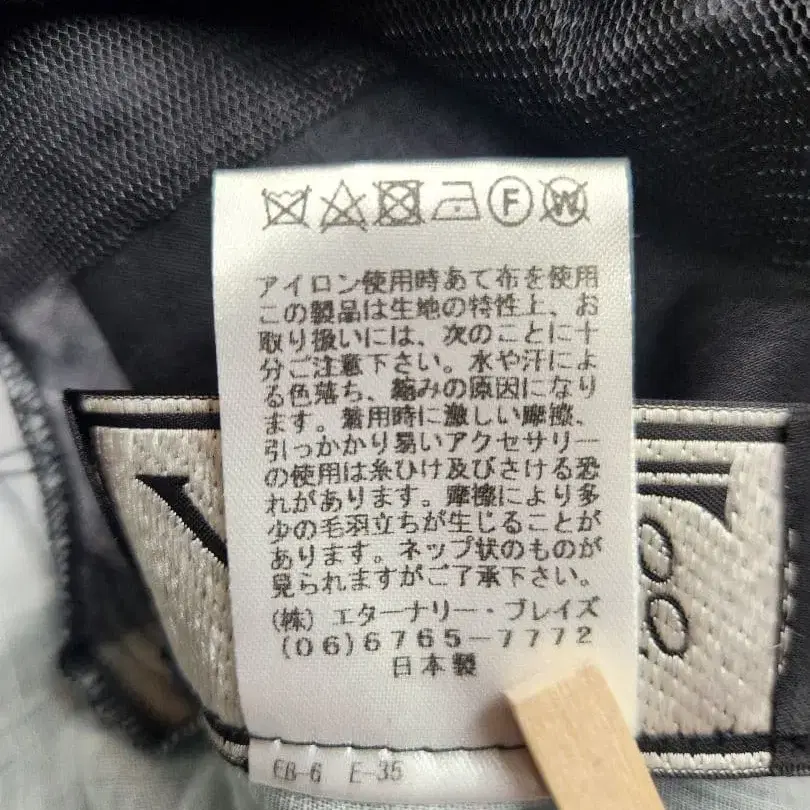 F W
アイロン使用時あて布を使用
この製品は生地の特性上、お
取り扱いには、次のことに十
分ご注意下さい。水や汗によ
る色落ち、縮みの原因になり
ます。着用時に激しい摩擦、
引っかかり易いアクセサリー
の使用は糸ひけ及びさける恐
れがあります。摩擦により多
少の毛羽立ちが生じることが
あります。ネップ状のものが
見られますがご了承下さい。
(株) エターナリー・ブレイズ
(06)6765-7772
日本製
EB-6 E-35